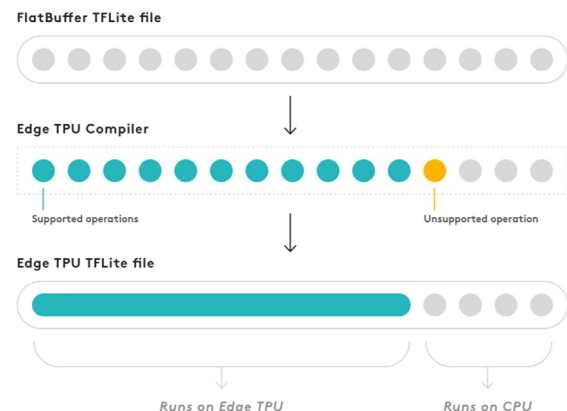 FlatBuffer TFLite file
Edge TPU Compiler
Supported operations
Unsupported operation
Edge TPU TFLite file
Runs on Edge TPU
Runs on CPU